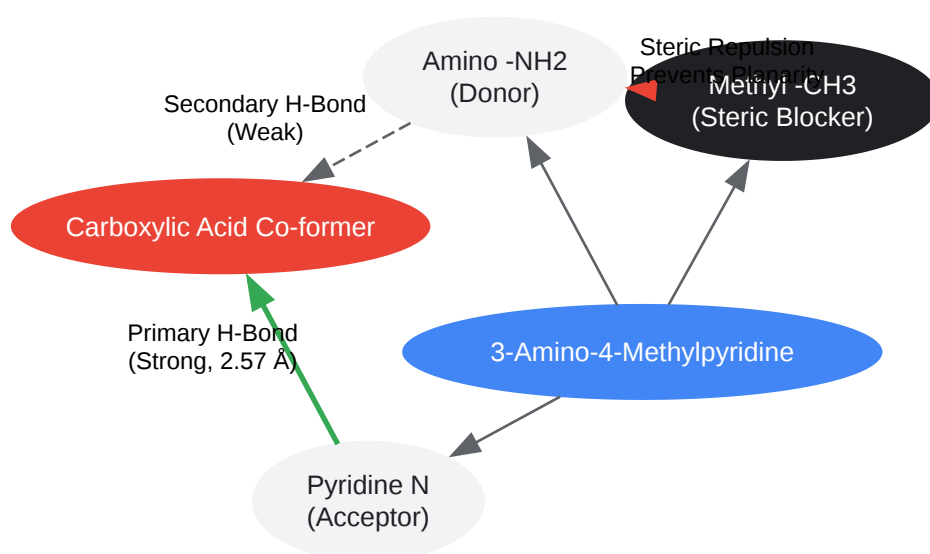 Steric Repulsion
Prevents Planarity
Amino -NH2
(Donor)
Methyl -CH3
(Steric Blocker)
Secondary H-Bond
(Weak)
Carboxylic Acid Co-former
Primary H-Bond
(Strong, 2.57 Å)
3-Amino-4-Methylpyridine
Pyridine N
(Acceptor)